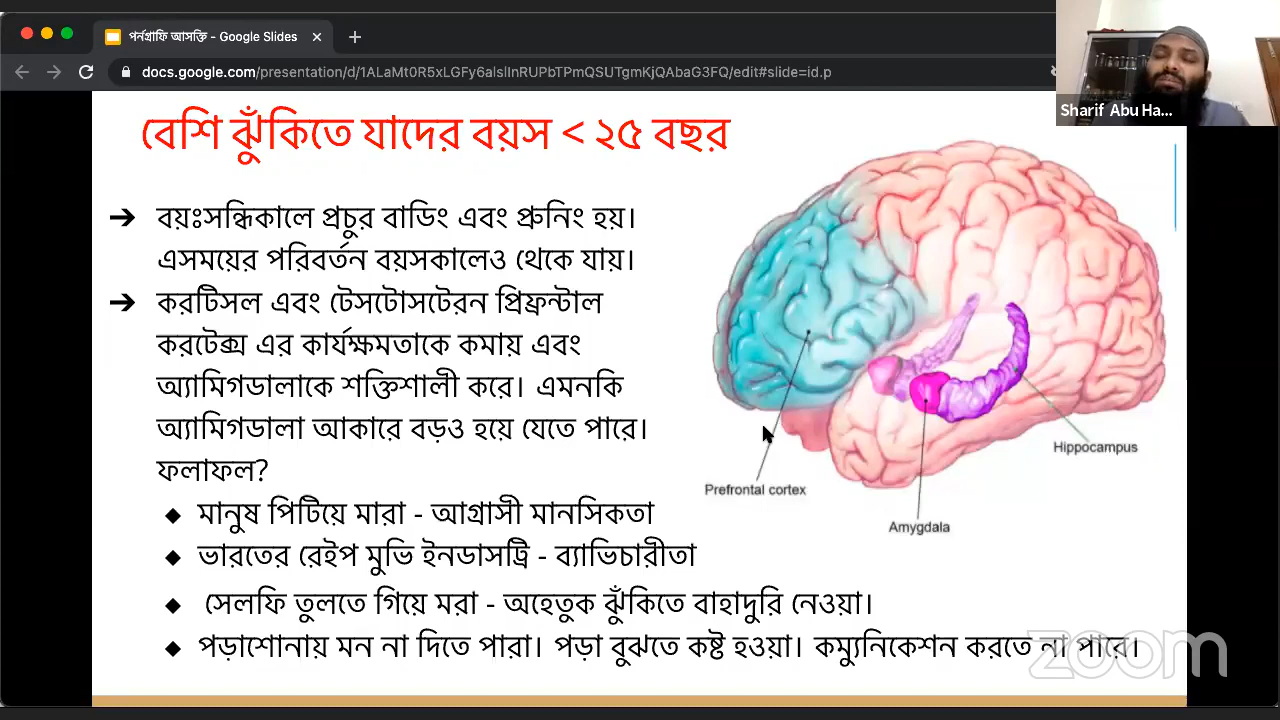 পর্নগ্রাফি আসক্তি - Google Slides
docs.google.com/presentation/d/1ALaMt0R5xLGFy6alslInRUPbTPmQSUTgmKjQAbaG3FQ/edit#slide=id.p
Sharif Abu Ha...
বেশি ঝুঁকিতে যাদের বয়স < ২৫ বছর
➔ বয়ঃসন্ধিকালে প্রচুর বাডিং এবং প্রুনিং হয়।
এসময়ের পরিবর্তন বয়সকালেও থেকে যায়।
➔ করটিসল এবং টেসটোসটেরন প্রিফ্রন্টাল
করটেক্স এর কার্যক্ষমতাকে কমায় এবং
অ্যামিগডালাকে শক্তিশালী করে। এমনকি
অ্যামিগডালা আকারে বড়ও হয়ে যেতে পারে।
ফলাফল?
◆ মানুষ পিটিয়ে মারা - আগ্রাসী মানসিকতা
◆ ভারতের রেইপ মুভি ইনডাসট্রি - ব্যাভিচারীতা
◆ সেলফি তুলতে গিয়ে মরা - অহেতুক ঝুঁকিতে বাহাদুরি নেওয়া।
◆ পড়াশোনায় মন না দিতে পারা। পড়া বুঝতে কষ্ট হওয়া। কম্যুনিকেশন করতে না পারে।
Hippocampus
Prefrontal cortex
Amygdala
zoom